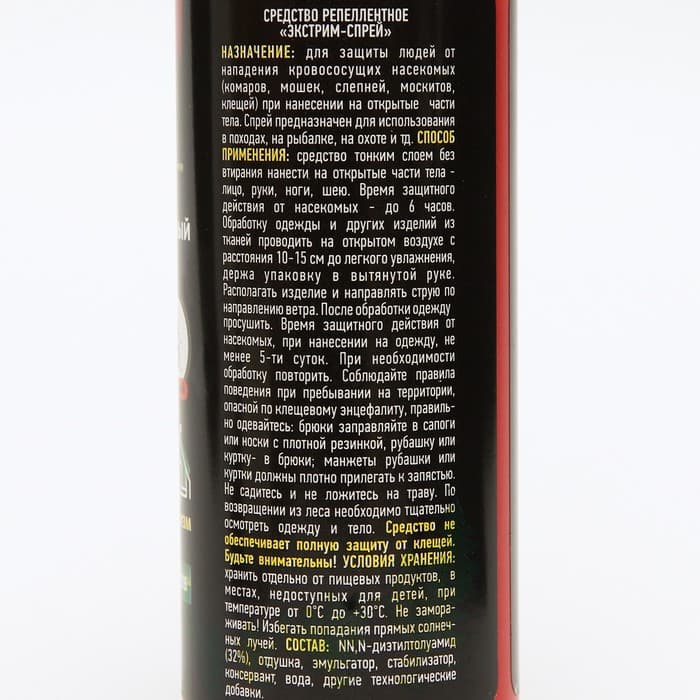 СРЕДСТВО РЕПЕЛЛЕНТНОЕ
«ЭКСТРИМ-СПРЕЙ»
НАЗНАЧЕНИЕ: для защиты людей от
нападения кровососущих насекомых
(комаров, мошек, слепней, москитов,
клещей) при нанесении на открытые части
тела. Спрей предназначен для использования
в походах, на рыбалке, на охоте и тд. СПОСОБ
ПРИМЕНЕНИЯ: средство тонким слоем без
втирания нанести на открытые части тела -
лицо, руки, ноги, шею. Время защитного
действия от насекомых - до 6 часов.
Обработку одежды и других изделий из
тканей проводить на открытом воздухе с
расстояния 10-15 см до легкого увлажнения,
держа упаковку в вытянутой руке.
Располагать изделие и направлять струю по
направлению ветра. После обработки одежду
просушить. Время защитного действия от
насекомых, при нанесении на одежду, не
менее 5-ти суток. При необходимости
обработку повторить. Соблюдайте правила
поведения при пребывании на территории,
опасной по клещевому энцефалиту, правиль-
но одевайтесь: брюки заправляйте в сапоги
или носки с плотной резинкой, рубашку или
куртку- в брюки; манжеты рубашки или
куртки должны плотно прилегать к запястью.
Не садитесь и не ложитесь на траву. По
возвращении из леса необходимо тщательно
осмотреть одежду и тело. Средство не
обеспечивает полную защиту от клещей.
Будьте внимательны! УСЛОВИЯ ХРАНЕНИЯ:
хранить отдельно от пищевых продуктов, в
местах, недоступных для детей, при
температуре от 0°С до +30°С. Не замора-
живать! Избегать попадания прямых солнеч-
ных лучей. СОСТАВ: NN,N-диэтилтолуамид
(32%), отдушка, эмульгатор, стабилизатор,
консервант, вода, другие технологические
добавки.